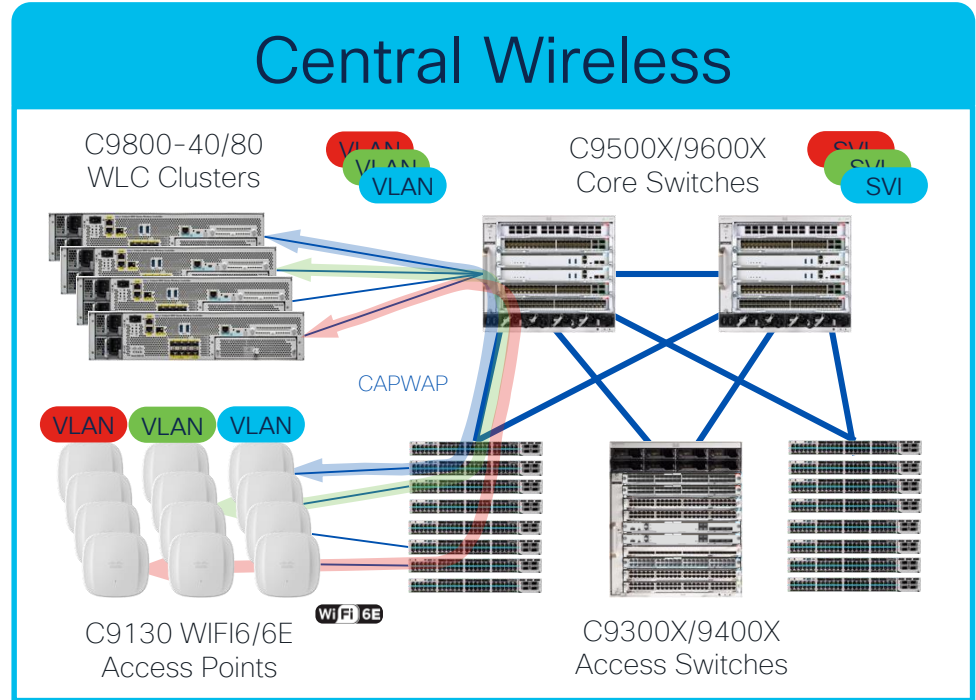 Central Wireless
C9800-40/80
WLC Clusters
VLAN
VLAN
VLAN
C9500X/9600X
Core Switches
SVI
SVI
SVI
CAPWAP
VLAN
VLAN
VLAN
WiFi 6E
C9130 WIFI6/6E
Access Points
C9300X/9400X
Access Switches